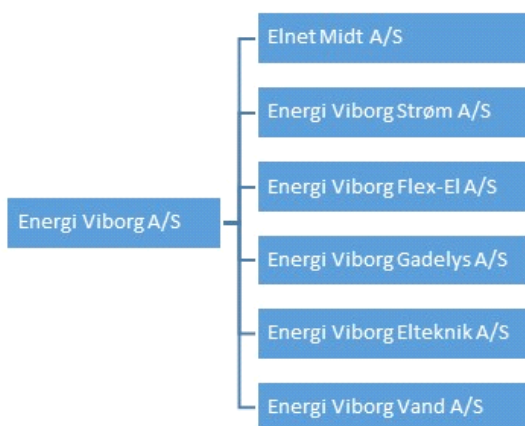 Elnet Midt A/S
Energi Viborg Strøm A/S
Energi Viborg Flex-El A/S
Energi Viborg A/S
Energi Viborg Gadelys A/S
Energi Viborg Elteknik A/S
Energi Viborg Vand A/S